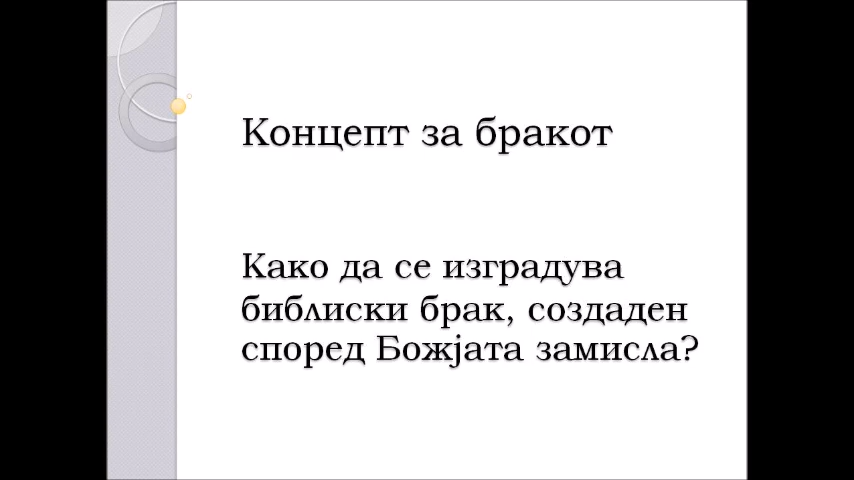 Концепт за бракот
Како да се изградува
библиски брак, создаден
според Божјата замисла?